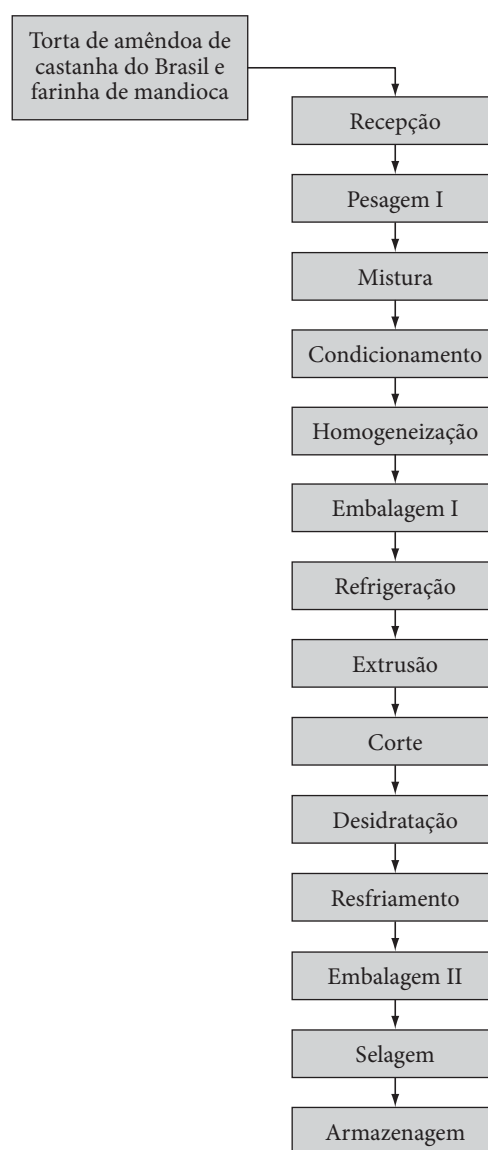 Torta de amêndoa de
castanha do Brasil e
farinha de mandioca
Recepção
Pesagem I
Mistura
Condicionamento
Homogeneização
Embalagem I
Refrigeração
Extrusão
Corte
Desidratação
Resfriamento
Embalagem II
Selagem
Armazenagem